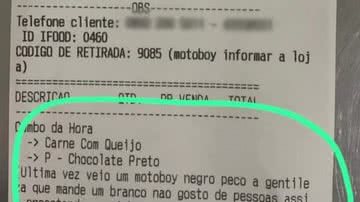 OBS
Telefone cliente:
ID IFOOD: 0460
CODIGO DE RETIRADA: 9085 (motoboy informar a loj
a)
DESCRICAO QTD. PR.VENDA TOTAL
Combo da Hora
-> Carne Com Queijo
-> P - Chocolate Preto
Ultima vez veio um motoboy negro peco a gentile
za que mande um branco nao gosto de pessoas assi